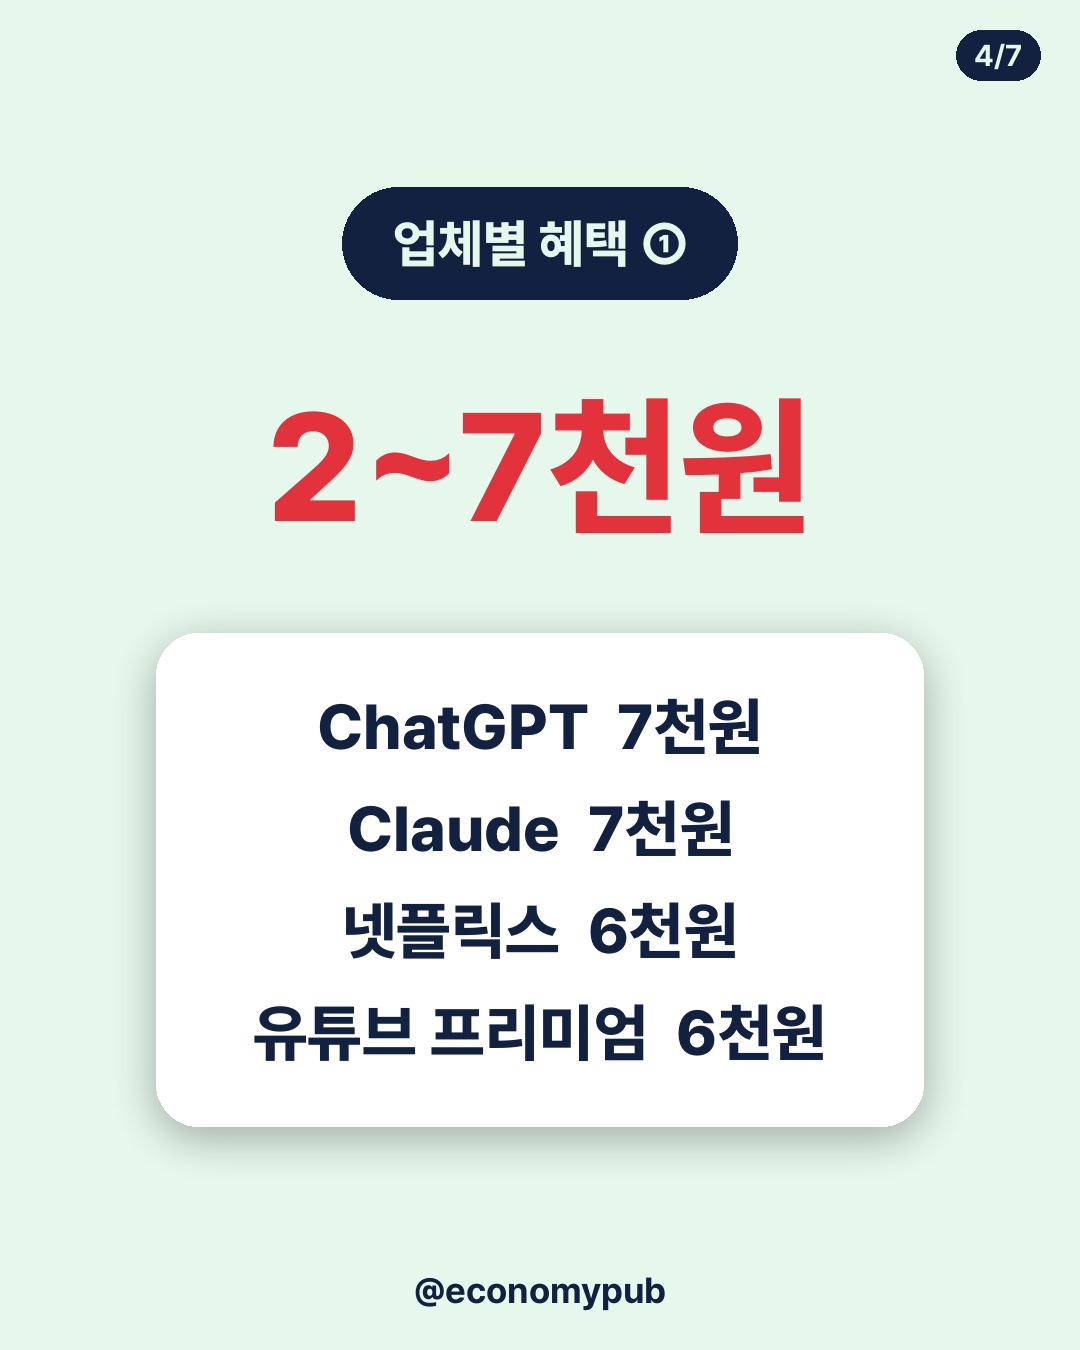 4/7
업체별 혜택 ①
2~7천원
ChatGPT 7천원
Claude 7천원
넷플릭스 6천원
유튜브 프리미엄 6천원
@economypub